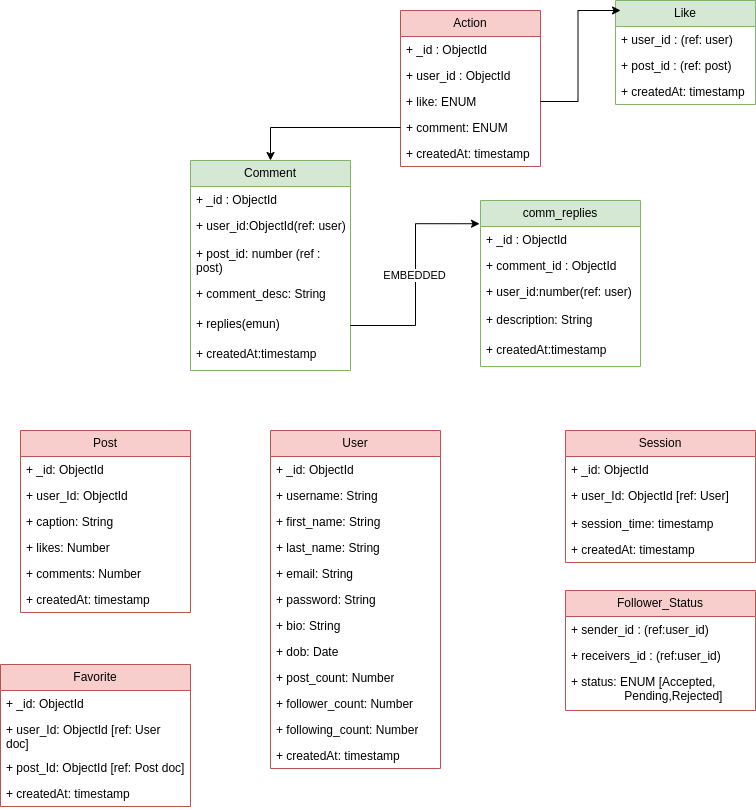 Action
+ _id : ObjectId
+ user_id : ObjectId
+ like: ENUM
+ comment: ENUM
+ createdAt: timestamp
Like
+ user_id : (ref: user)
+ post_id : (ref: post)
+ createdAt: timestamp
Comment
+ _id : ObjectId
+ user_id:ObjectId(ref: user)
+ post_id: number (ref :
post)
+ comment_desc: String
+ replies(emun)
+ createdAt:timestamp
EMBEDDED
comm_replies
+ _id : ObjectId
+ comment_id : ObjectId
+ user_id:number(ref: user)
+ description: String
+ createdAt:timestamp
Post
+ _id: ObjectId
+ user_Id: ObjectId
+ caption: String
+ likes: Number
+ comments: Number
+ createdAt: timestamp
User
+ _id: ObjectId
+ username: String
+ first_name: String
+ last_name: String
+ email: String
+ password: String
+ bio: String
+ dob: Date
+ post_count: Number
+ follower_count: Number
+ following_count: Number
+ createdAt: timestamp
Session
+ _id: ObjectId
+ user_Id: ObjectId [ref: User]
+ session_time: timestamp
+ createdAt: timestamp
Follower_Status
+ sender_id : (ref:user_id)
+ receivers_id : (ref:user_id)
+ status: ENUM [Accepted,
Pending,Rejected]
Favorite
+ _id: ObjectId
+ user_Id: ObjectId [ref: User
doc]
+ post_Id: ObjectId [ref: Post doc]
+ createdAt: timestamp